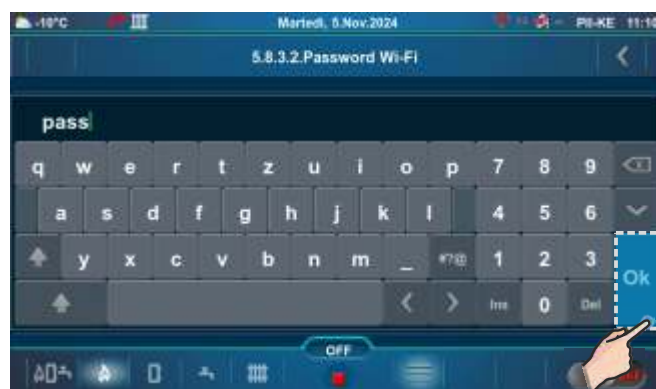 -10°C Martedì, 5.Nov.2024 PII-KE 11:10
5.8.3.2.Password Wi-Fi
pass
q w e r t z u i o p 7 8 9
a s d f g h j k l 4 5 6
y x c v b n m _ #?@ 1 2 3 Ok
Ins 0 Del
OFF